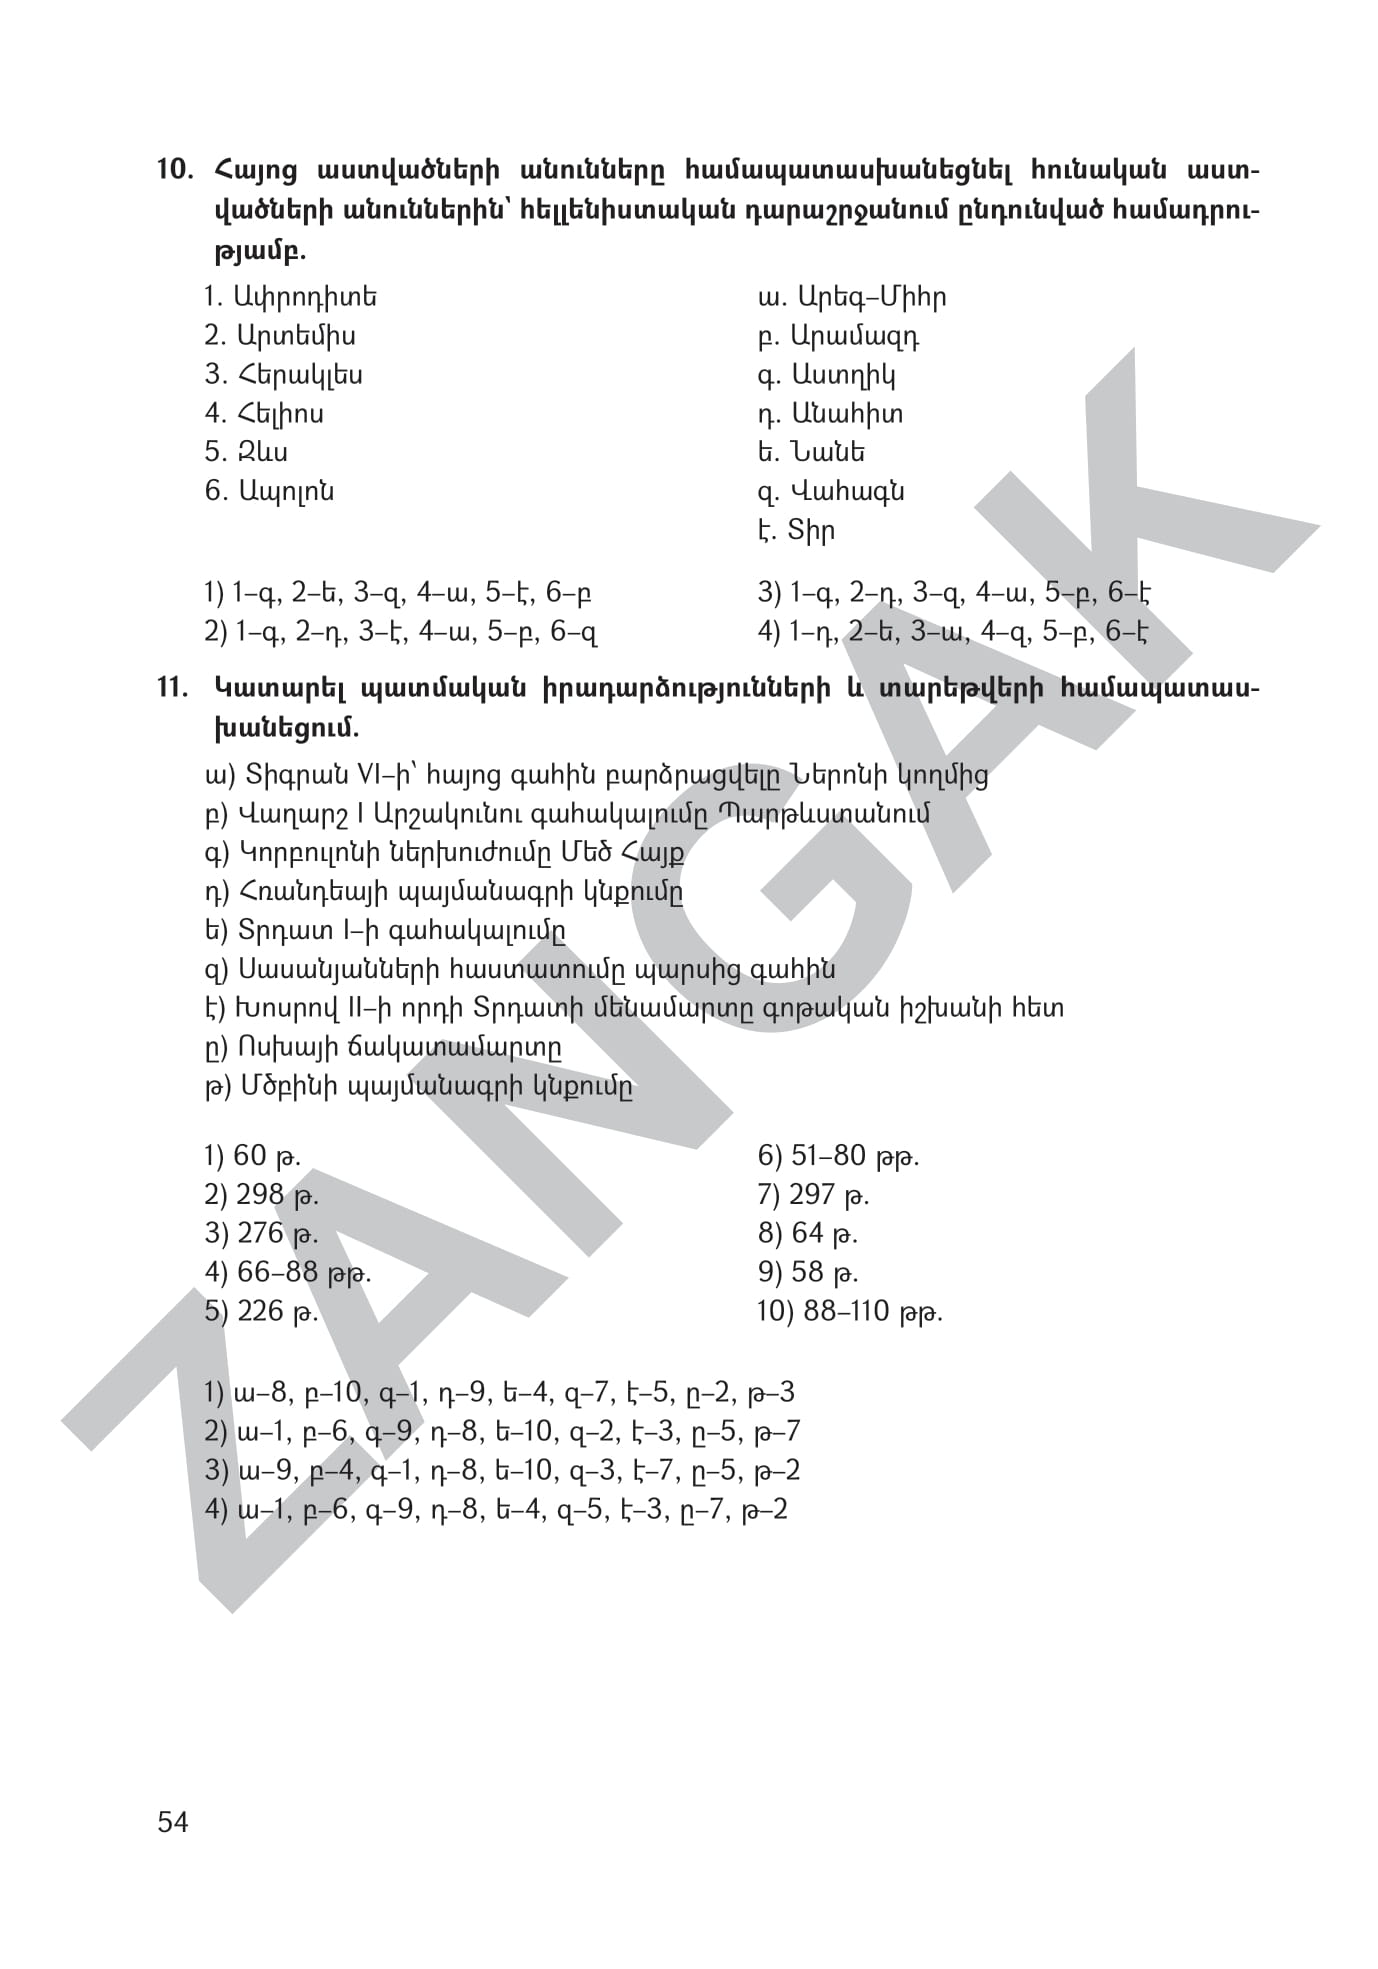 10. Հայոց աստվածների անունները համապատասխանեցնել հունական աստ-
վածների անուններին՝ հելլենիստական դարաշրջանում ընդունված համադրու-
թյամբ.
1. Ափրոդիտե
2. Արտեմիս
3. Հերակլես
4. Հելիոս
5. Զևս
6. Ապոլոն
ա. Արեգ–Միհր
բ. Արամազդ
գ. Աստղիկ
դ. Անահիտ
ե. Նանե
զ. Վահագն
է. Տիր
1) 1–գ, 2–ե, 3–զ, 4–ա, 5–է, 6–բ
2) 1–գ, 2–դ, 3–է, 4–ա, 5–բ, 6–զ
3) 1–գ, 2–դ, 3–զ, 4–ա, 5–բ, 6–է
4) 1–դ, 2–ե, 3–ա, 4–զ, 5–բ, 6–է
11. Կատարել պատմական իրադարձությունների և տարեթվերի համապատաս-
խանեցում.
ա) Տիգրան VI–ի՝ հայոց գահին բարձրացվելը Ներոնի կողմից
բ) Վաղարշ I Արշակունու գահակալումը Պարթևստանում
գ) Կորբուլոնի ներխուժումը Մեծ Հայք
դ) Հռանդեայի պայմանագրի կնքումը
ե) Տրդատ I–ի գահակալումը
զ) Սասանյանների հաստատումը պարսից գահին
է) Խոսրով II–ի որդի Տրդատի մենամարտը գոթական իշխանի հետ
ը) Ոսխայի ճակատամարտը
թ) Մծբինի պայմանագրի կնքումը
1) 60 թ.
2) 298 թ.
3) 276 թ.
4) 66–88 թթ.
5) 226 թ.
6) 51–80 թթ.
7) 297 թ.
8) 64 թ.
9) 58 թ.
10) 88–110 թթ.
1) ա–8, բ–10, գ–1, դ–9, ե–4, զ–7, է–5, ը–2, թ–3
2) ա–1, բ–6, գ–9, դ–8, ե–10, զ–2, է–3, ը–5, թ–7
3) ա–9, բ–4, գ–1, դ–8, ե–10, զ–3, է–7, ը–5, թ–2
4) ա–1, բ–6, գ–9, դ–8, ե–4, զ–5, է–3, ը–7, թ–2
54
ZANGAK